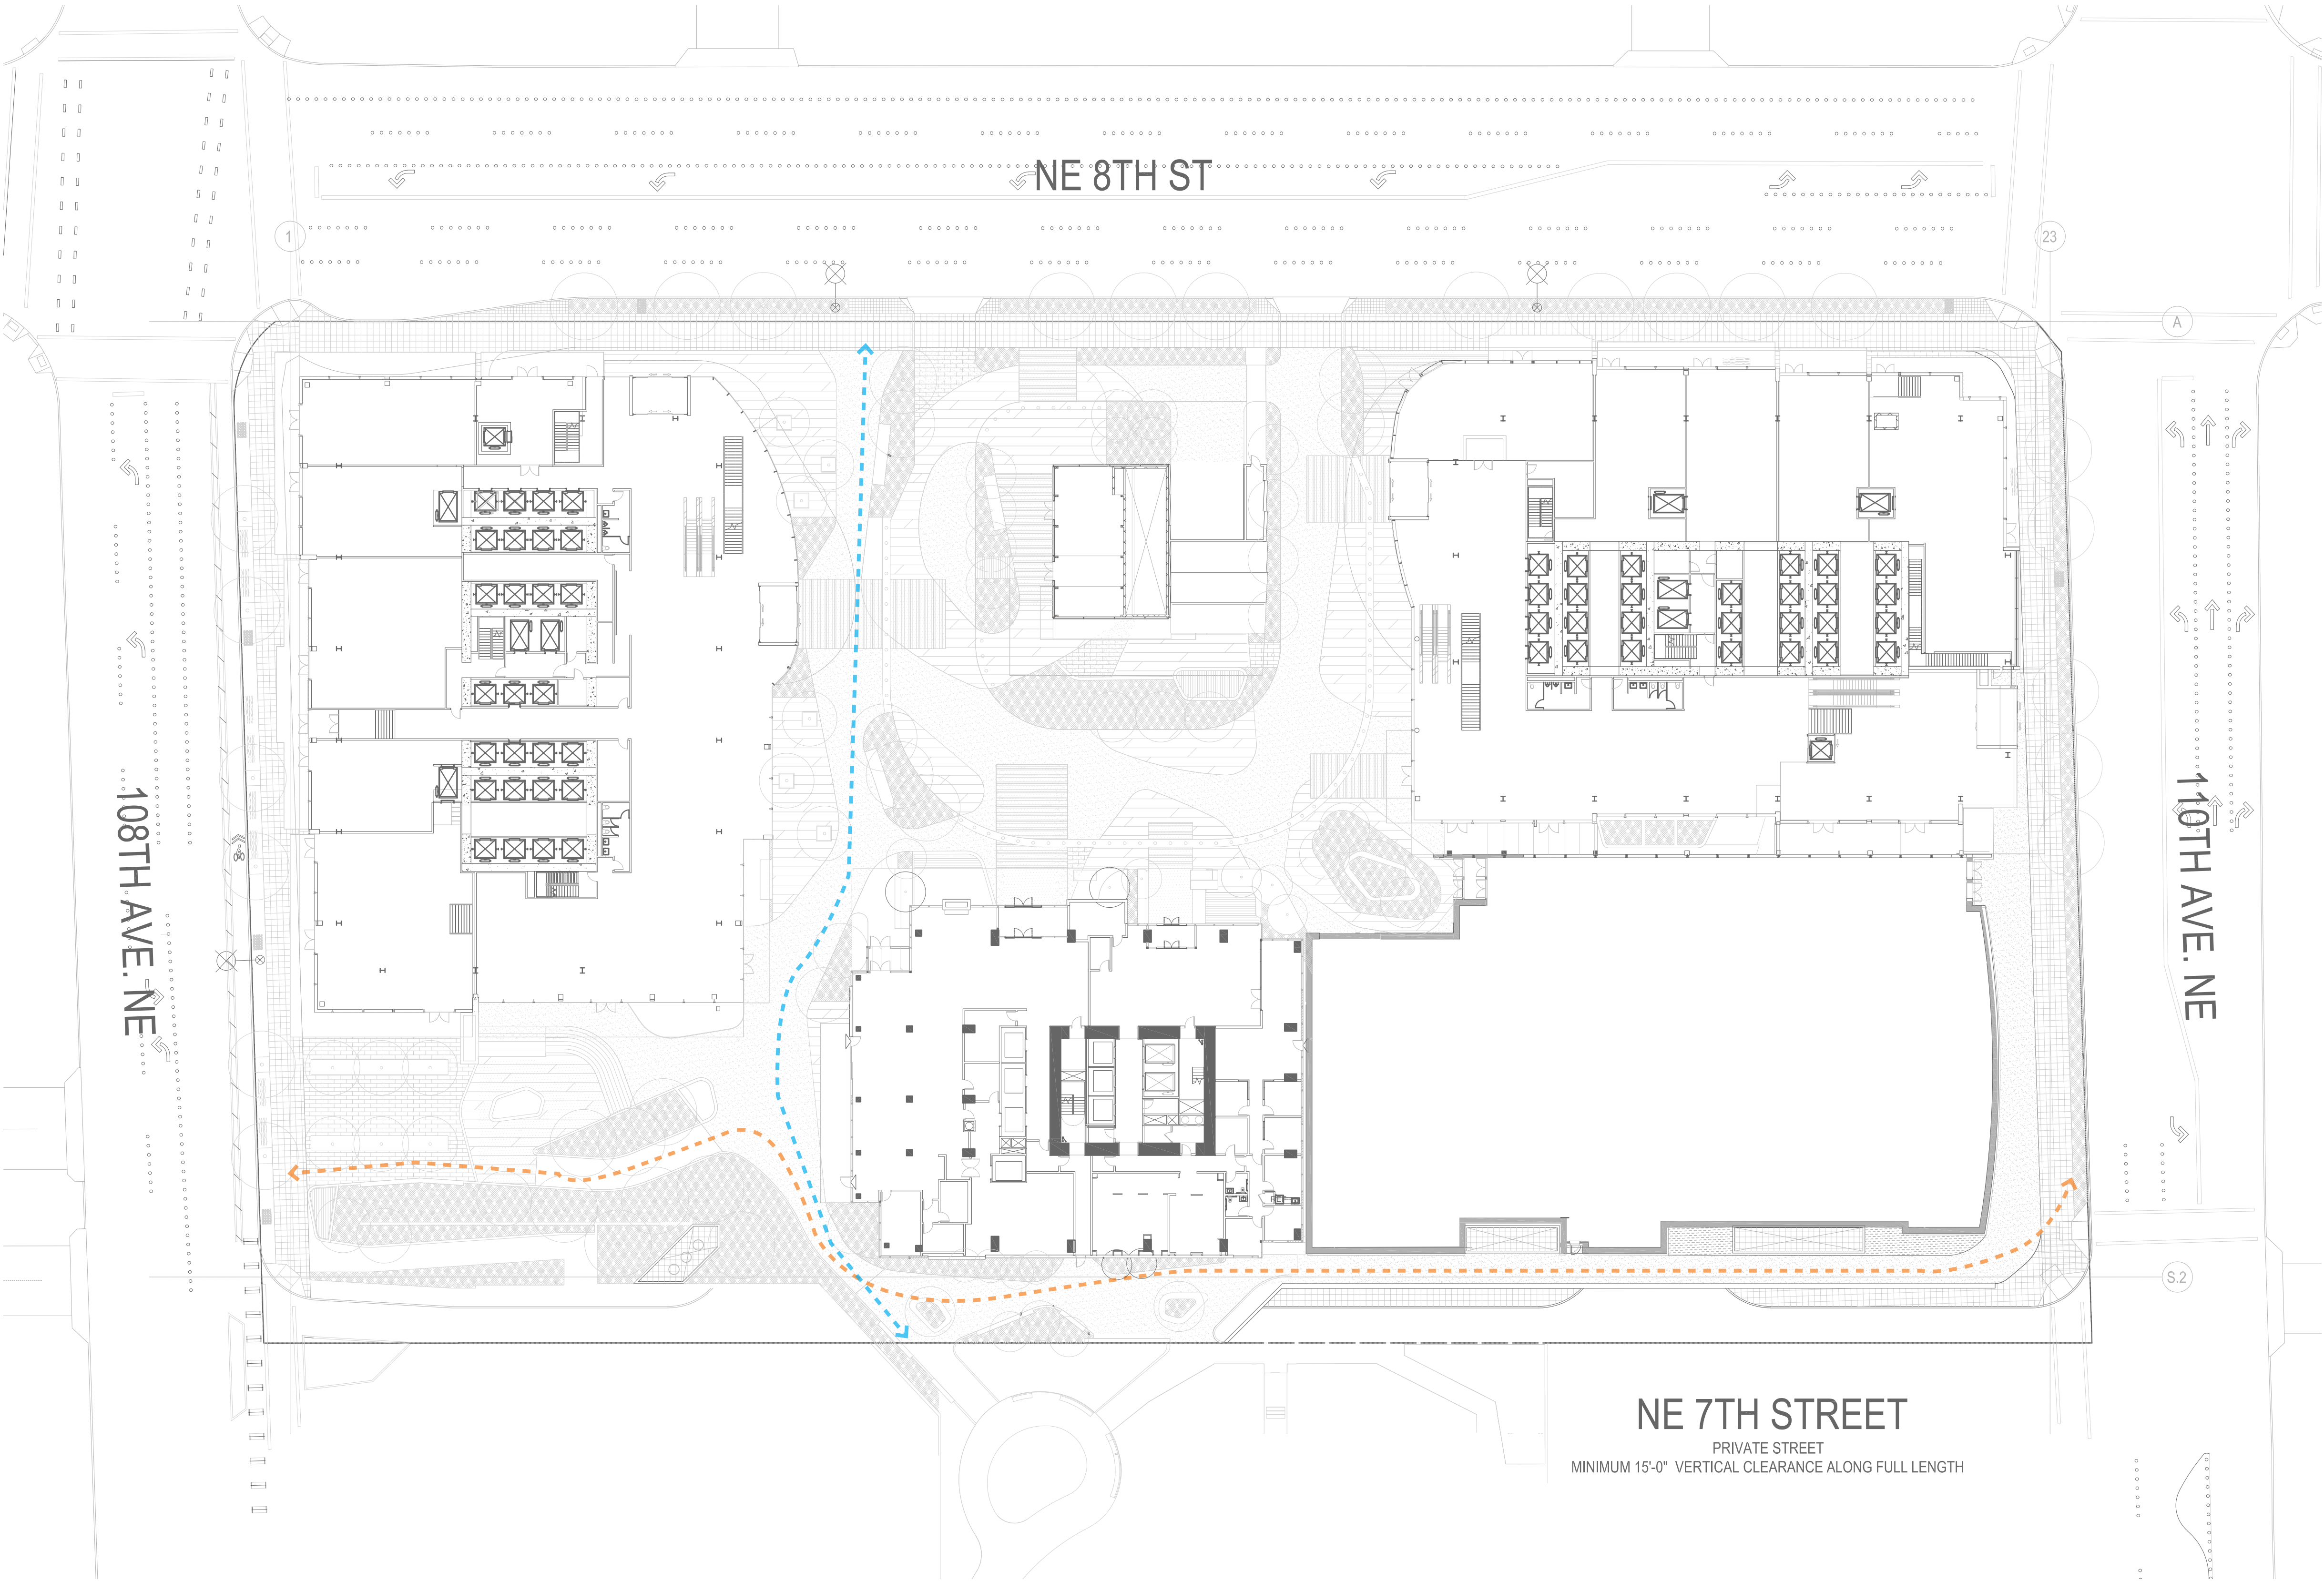 NE 8TH ST
1
23
A
108TH AVE. NE
110TH AVE. NE
S.2
NE 7TH STREET
PRIVATE STREET
MINIMUM 15'-0" VERTICAL CLEARANCE ALONG FULL LENGTH